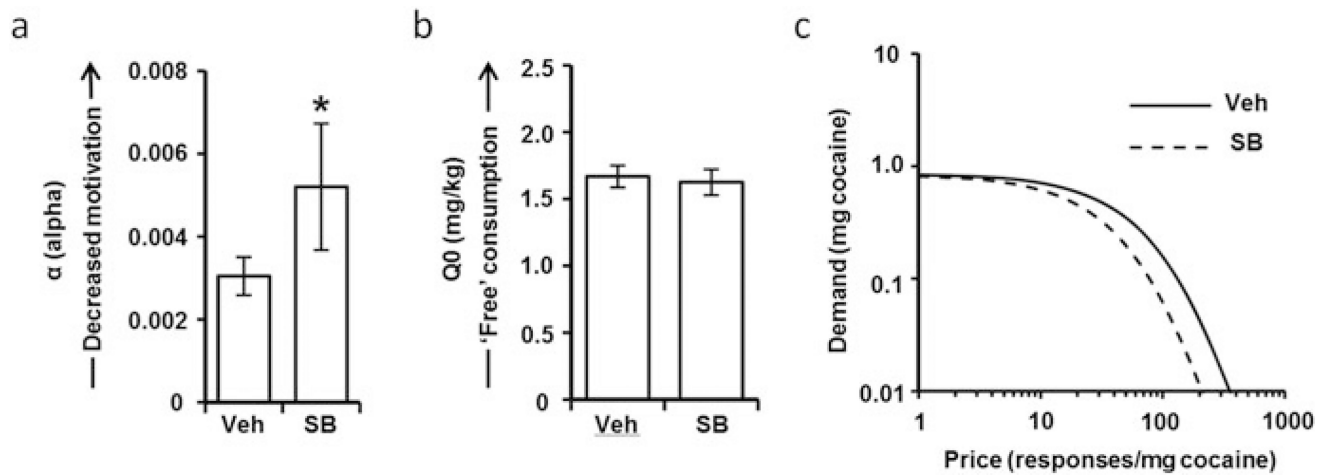 a
α (alpha)
Decreased motivation
0.008
0.006
0.004
0.002
0
*
Veh
SB
b
Q0 (mg/kg)
'Free' consumption
2.5
2.0
1.5
1.0
0.5
0
Veh
SB
c
Demand (mg cocaine)
10
1.0
0.1
0.01
Veh
SB
1
10
100
1000
Price (responses/mg cocaine)